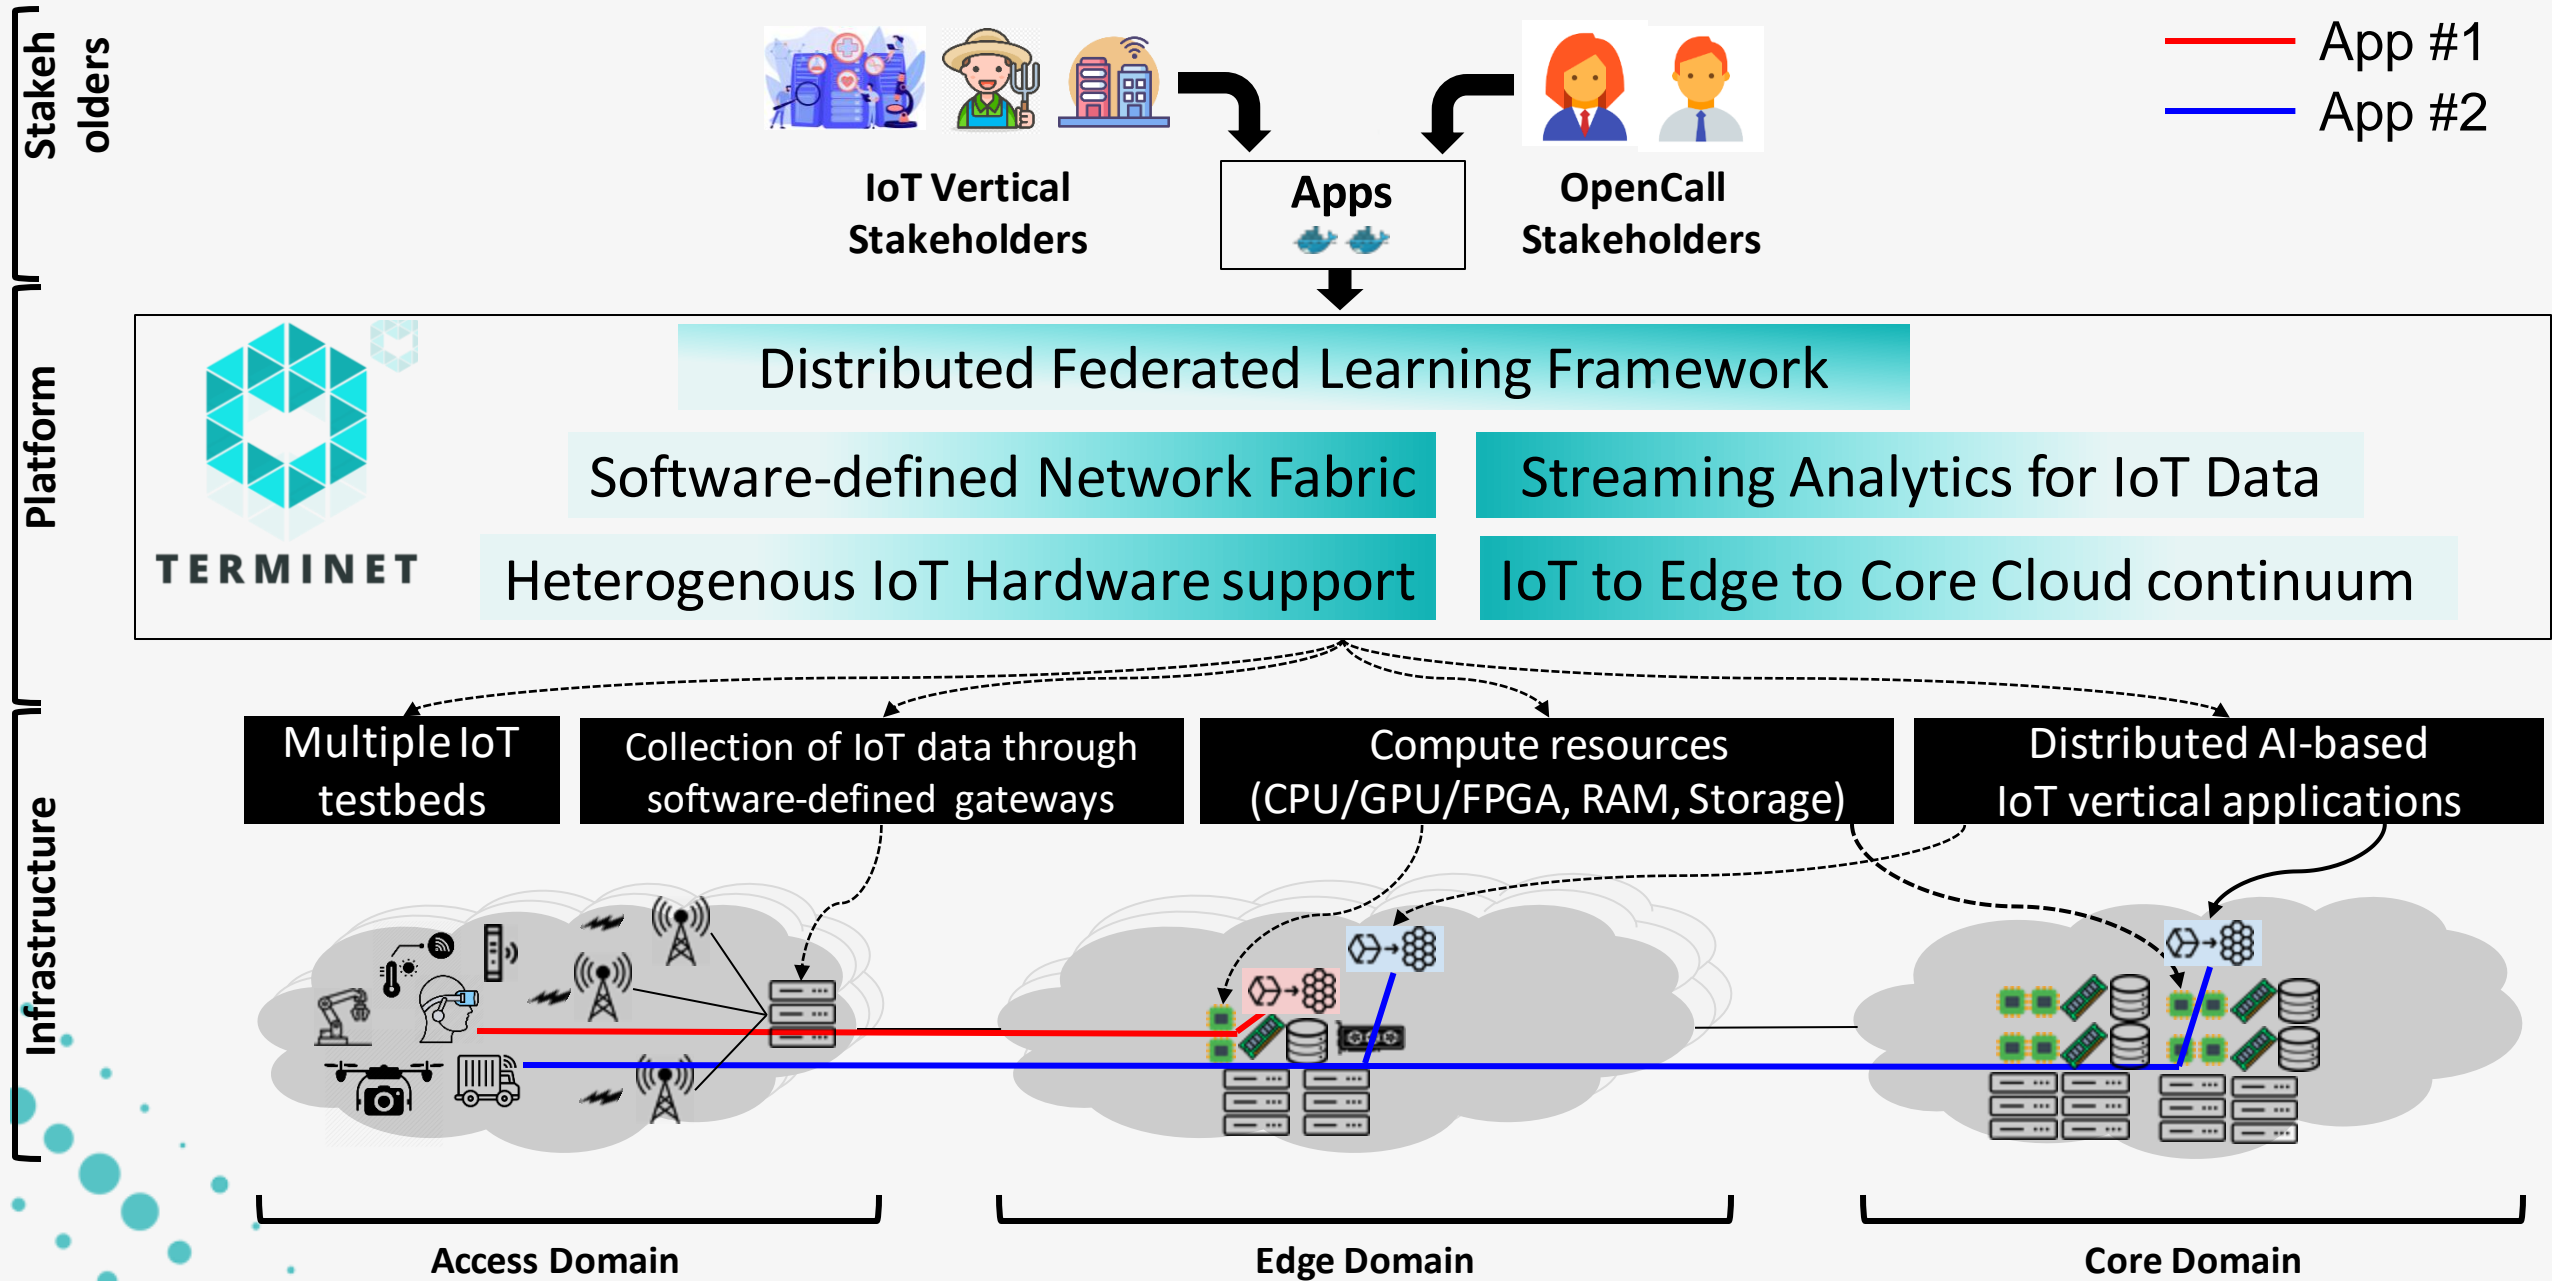 Stakeh
olders
App #1
App #2
IoT Vertical
Stakeholders
Apps
OpenCall
Stakeholders
Platform
TERMINET
Distributed Federated Learning Framework
Software-defined Network Fabric
Streaming Analytics for IoT Data
Heterogenous IoT Hardware support
IoT to Edge to Core Cloud continuum
Infrastructure
Multiple IoT
testbeds
Collection of IoT data through
software-defined gateways
Compute resources
(CPU/GPU/FPGA, RAM, Storage)
Distributed AI-based
IoT vertical applications
Access Domain
Edge Domain
Core Domain